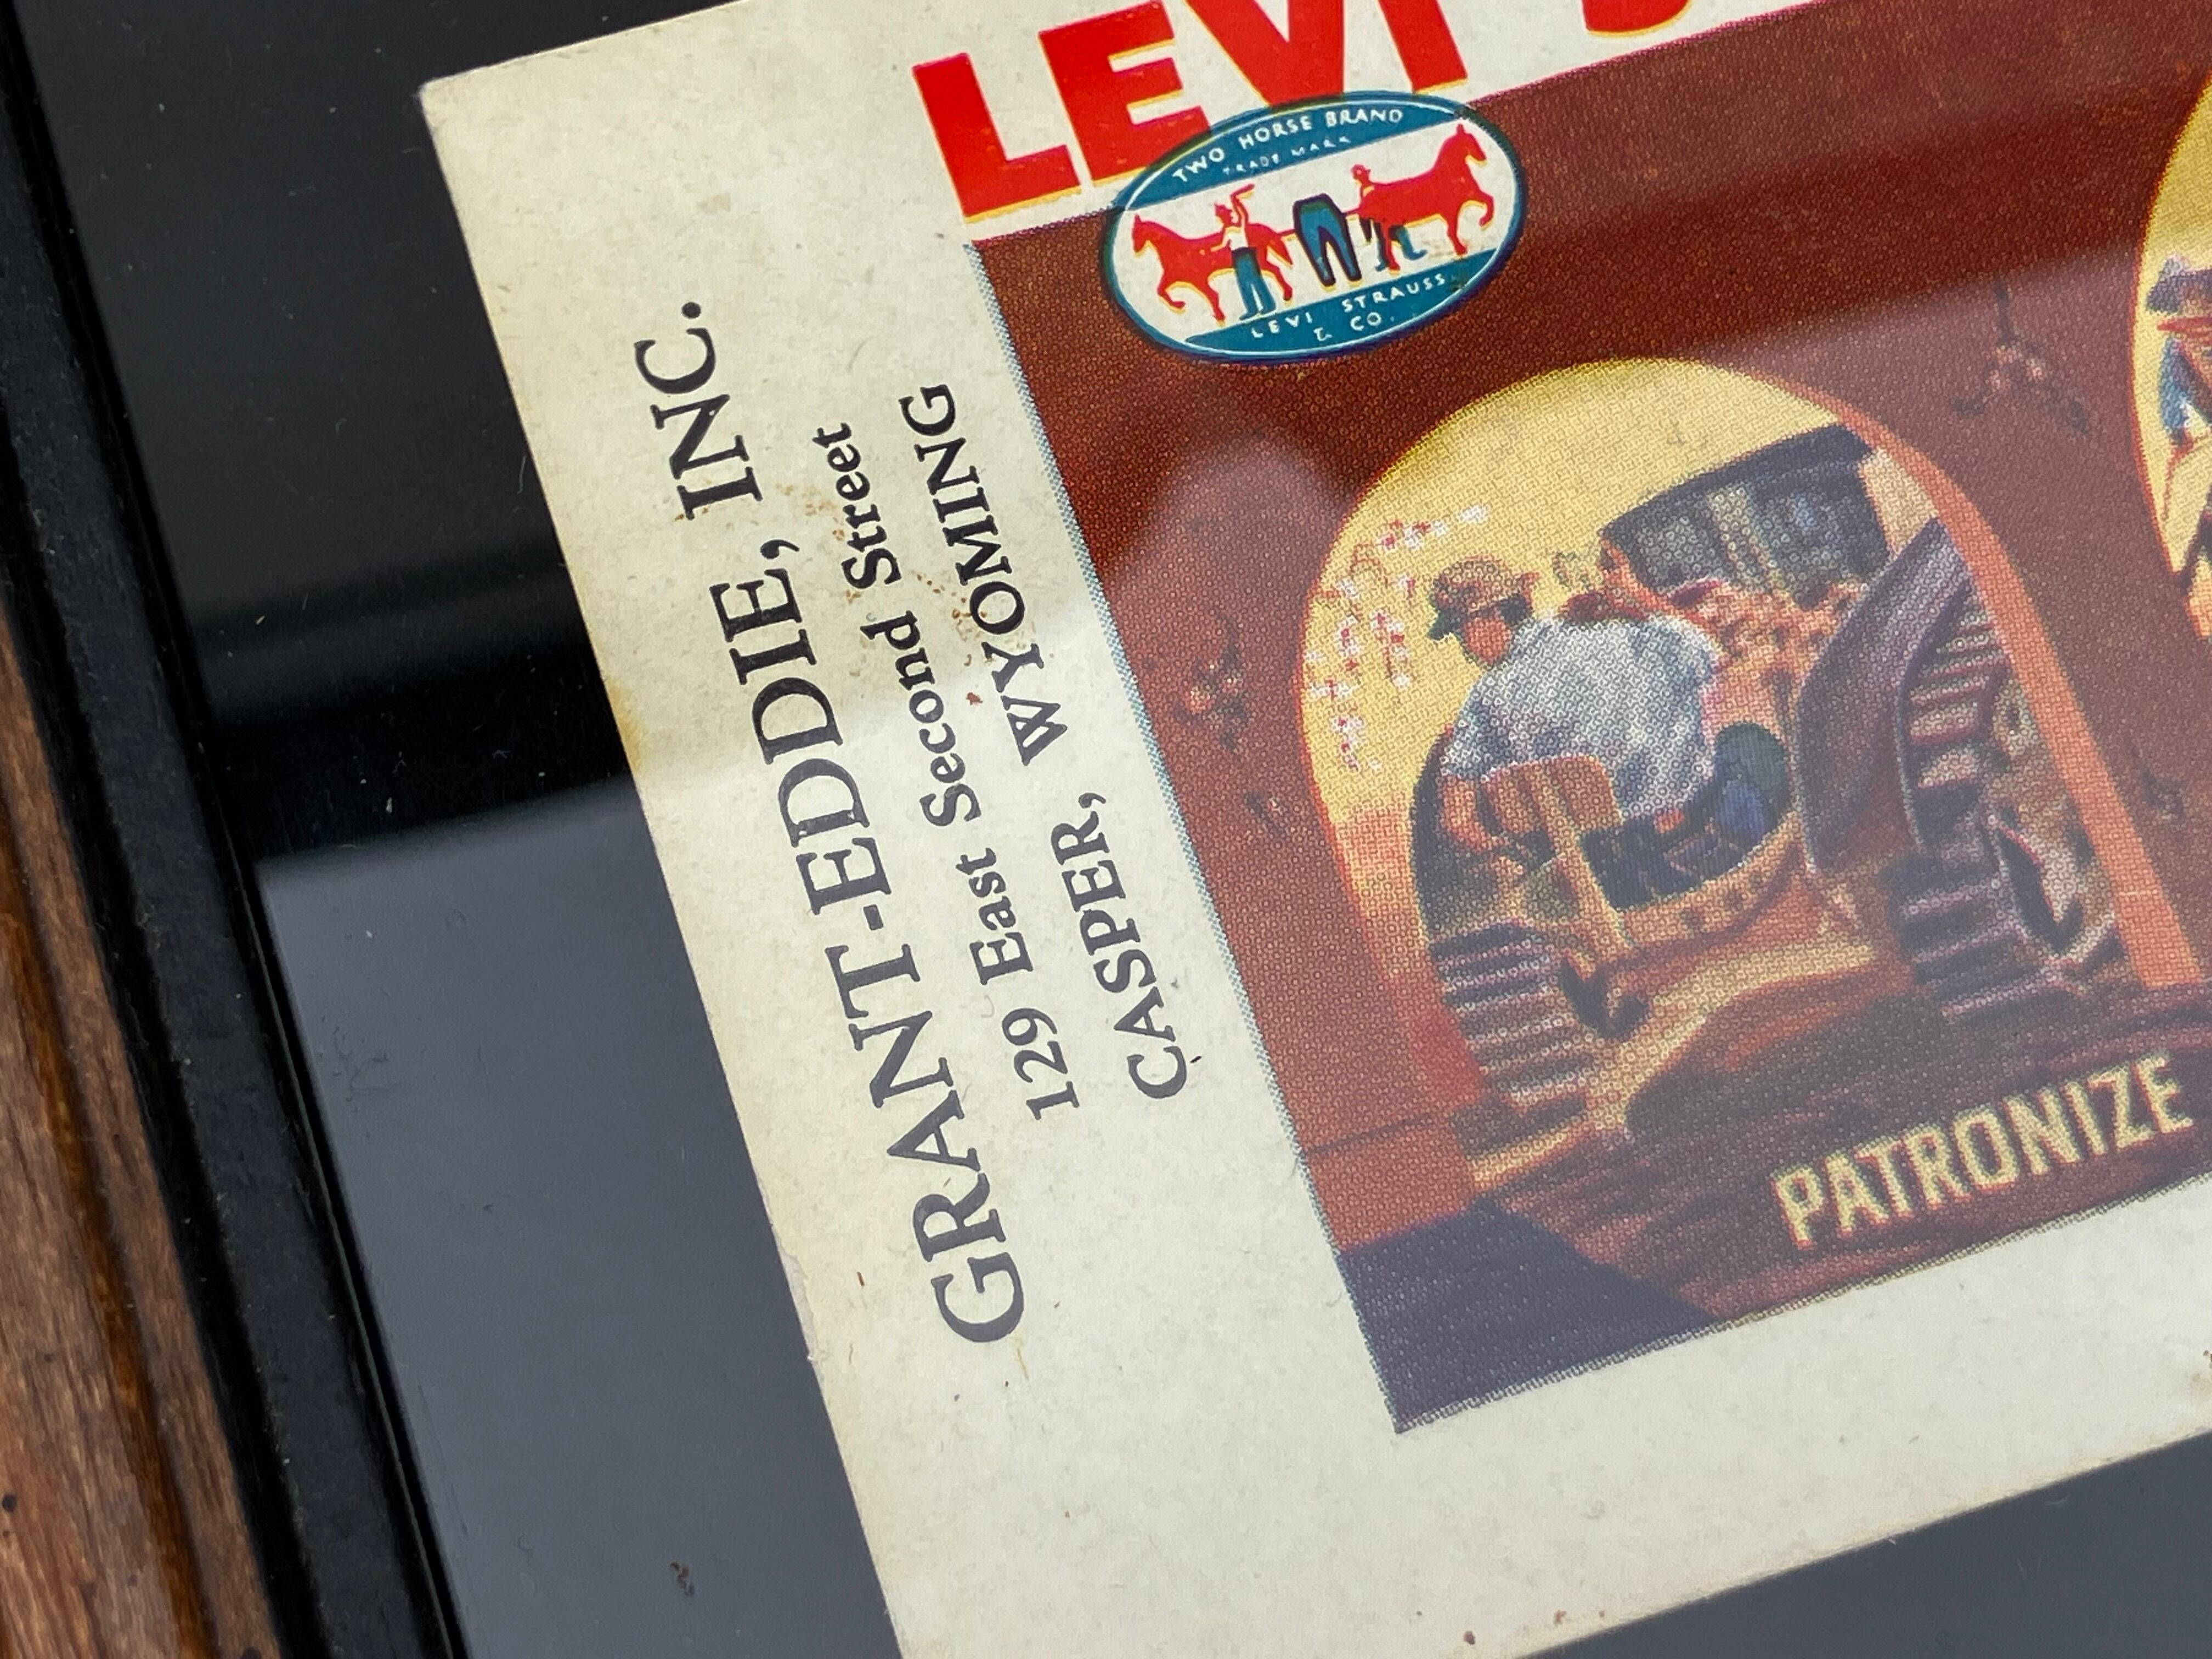 LEVI'S
TWO HORSE BRAND
TRADE MARK
LEVI STRAUSS
& CO.
GRANT-EDDIE, INC.
129 East Second Street
CASPER, WYOMING
PATRONIZE